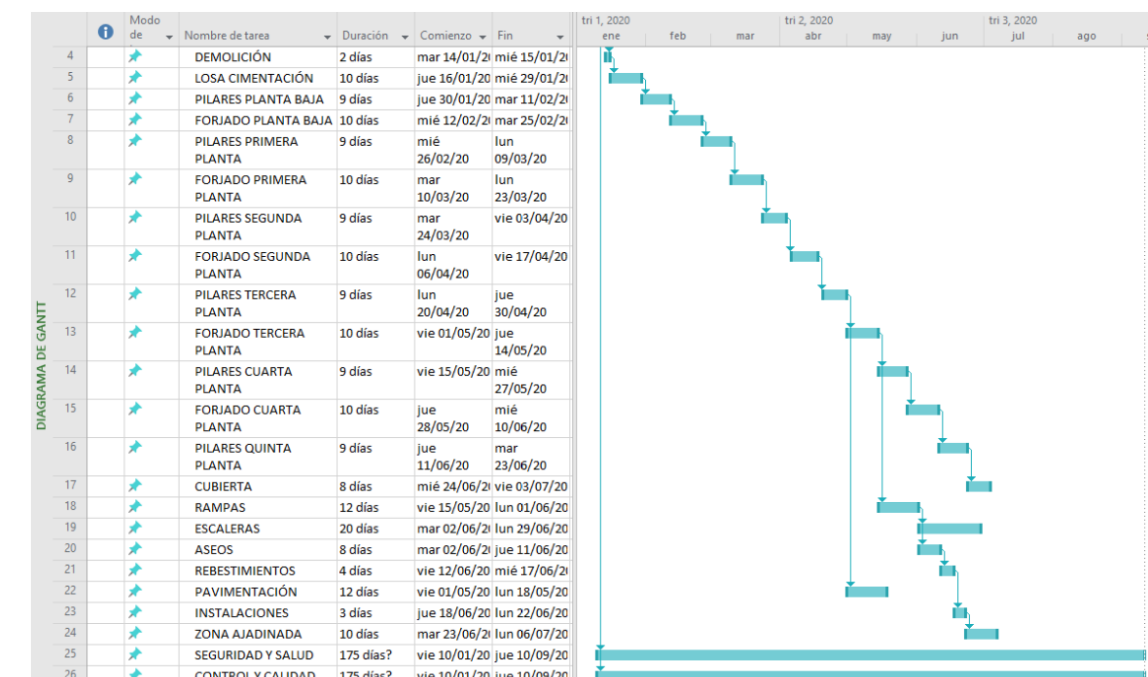 Modo de Nombre de tarea Duración Comienzo Fin
tri 1, 2020 tri 2, 2020 tri 3, 2020
ene feb mar abr may jun jul ago
DIAGRAMA DE GANTT
4 DEMOLICIÓN 2 días mar 14/01/2 mié 15/01/2
5 LOSA CIMENTACIÓN 10 días jue 16/01/20 mié 29/01/2
6 PILARES PLANTA BAJA 9 días jue 30/01/20 mar 11/02/2
7 FORJADO PLANTA BAJA 10 días mié 12/02/2 mar 25/02/2
8 PILARES PRIMERA 9 días mié lun
PLANTA 26/02/20 09/03/20
9 FORJADO PRIMERA 10 días mar lun
PLANTA 10/03/20 23/03/20
10 PILARES SEGUNDA 9 días mar vie 03/04/20
PLANTA 24/03/20
11 FORJADO SEGUNDA 10 días lun vie 17/04/20
PLANTA 06/04/20
12 PILARES TERCERA 9 días lun jue
PLANTA 20/04/20 30/04/20
13 FORJADO TERCERA 10 días vie 01/05/20 jue
PLANTA 14/05/20
14 PILARES CUARTA 9 días vie 15/05/20 mié
PLANTA 27/05/20
15 FORJADO CUARTA 10 días jue mié
PLANTA 28/05/20 10/06/20
16 PILARES QUINTA 9 días jue mar
PLANTA 11/06/20 23/06/20
17 CUBIERTA 8 días mié 24/06/2 vie 03/07/20
18 RAMPAS 12 días vie 15/05/20 lun 01/06/20
19 ESCALERAS 20 días mar 02/06/2 lun 29/06/20
20 ASEOS 8 días mar 02/06/2 jue 11/06/20
21 REBESTIMIENTOS 4 días vie 12/06/20 mié 17/06/2
22 PAVIMENTACIÓN 12 días vie 01/05/20 lun 18/05/20
23 INSTALACIONES 3 días jue 18/06/20 lun 22/06/20
24 ZONA AJADINADA 10 días mar 23/06/2 lun 06/07/20
25 SEGURIDAD Y SALUD 175 días? vie 10/01/20 jue 10/09/20
26 CONTROL Y CALIDAD 175 días? vie 10/01/20 jue 10/09/20